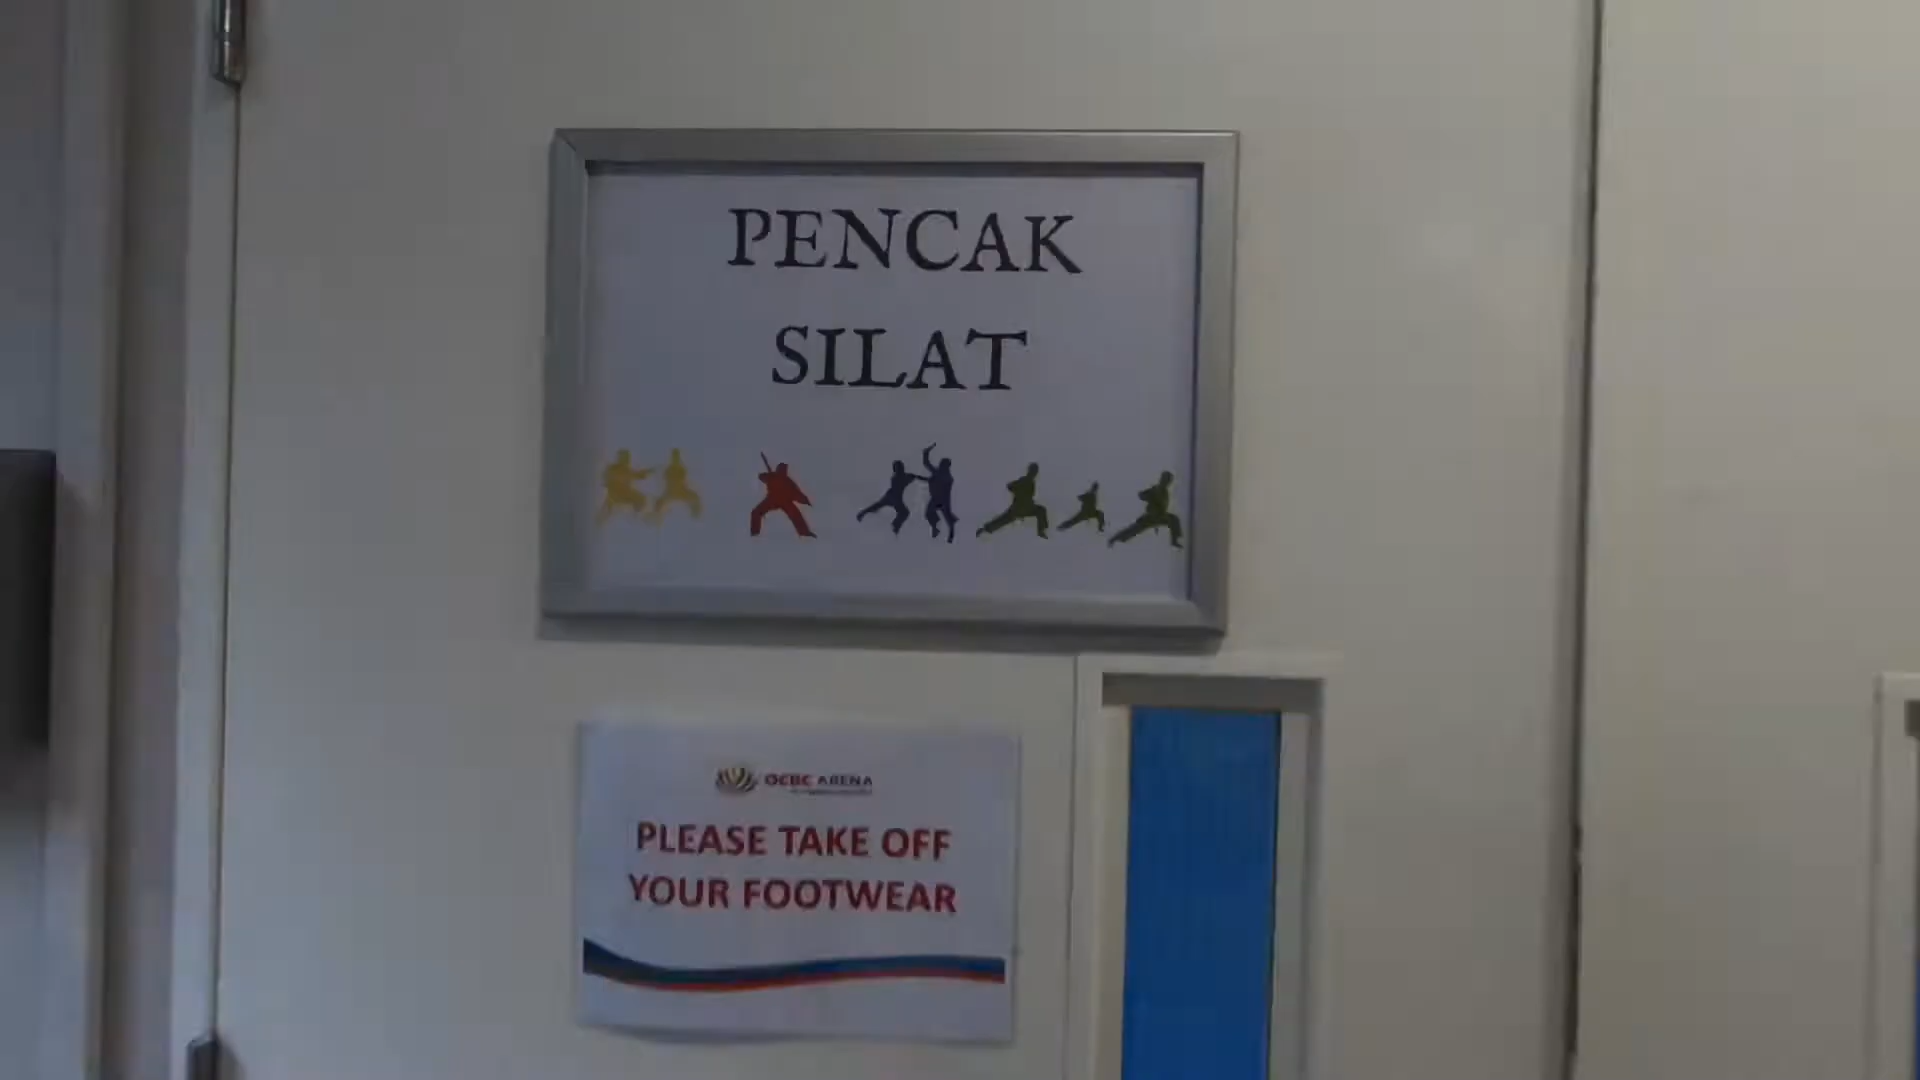 PENCAK
SILAT
OCBC ARENA
PLEASE TAKE OFF
YOUR FOOTWEAR